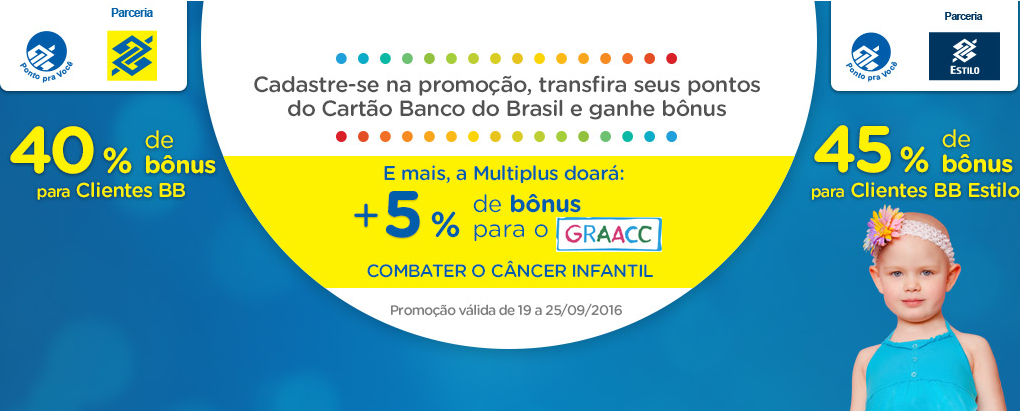 Parceria
Ponto pra Você
40% de bônus
para Clientes BB
Cadastre-se na promoção, transfira seus pontos
do Cartão Banco do Brasil e ganhe bônus
E mais, a Multiplus doará:
+5% de bônus
para o GRAACC
COMBATER O CÂNCER INFANTIL
Promoção válida de 19 a 25/09/2016
Parceria
Ponto pra Você
ESTILO
45% de bônus
para Clientes BB Estilo